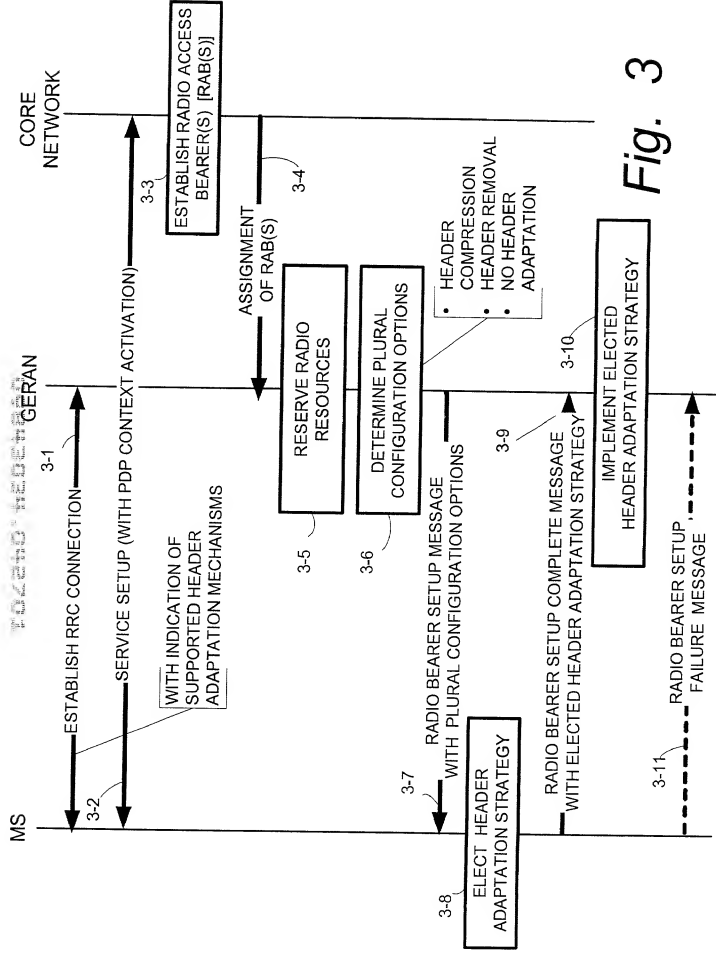 MS
GERAN
CORE
NETWORK
ESTABLISH RRC CONNECTION
3-1
WITH INDICATION OF
SUPPORTED HEADER
ADAPTATION MECHANISMS
3-2
SERVICE SETUP (WITH PDP CONTEXT ACTIVATION)
3-3
ESTABLISH RADIO ACCESS
BEARER(S) [RAB(S)]
ASSIGNMENT
OF RAB(S)
3-4
RESERVE RADIO
RESOURCES
3-5
DETERMINE PLURAL
CONFIGURATION OPTIONS
3-6
• HEADER
COMPRESSION
• HEADER REMOVAL
• NO HEADER
ADAPTATION
3-7
RADIO BEARER SETUP MESSAGE
WITH PLURAL CONFIGURATION OPTIONS
3-8
ELECT HEADER
ADAPTATION STRATEGY
3-9
RADIO BEARER SETUP COMPLETE MESSAGE
WITH ELECTED HEADER ADAPTATION STRATEGY
3-10
IMPLEMENT ELECTED
HEADER ADAPTATION STRATEGY
3-11
RADIO BEARER SETUP
FAILURE MESSAGE
Fig. 3